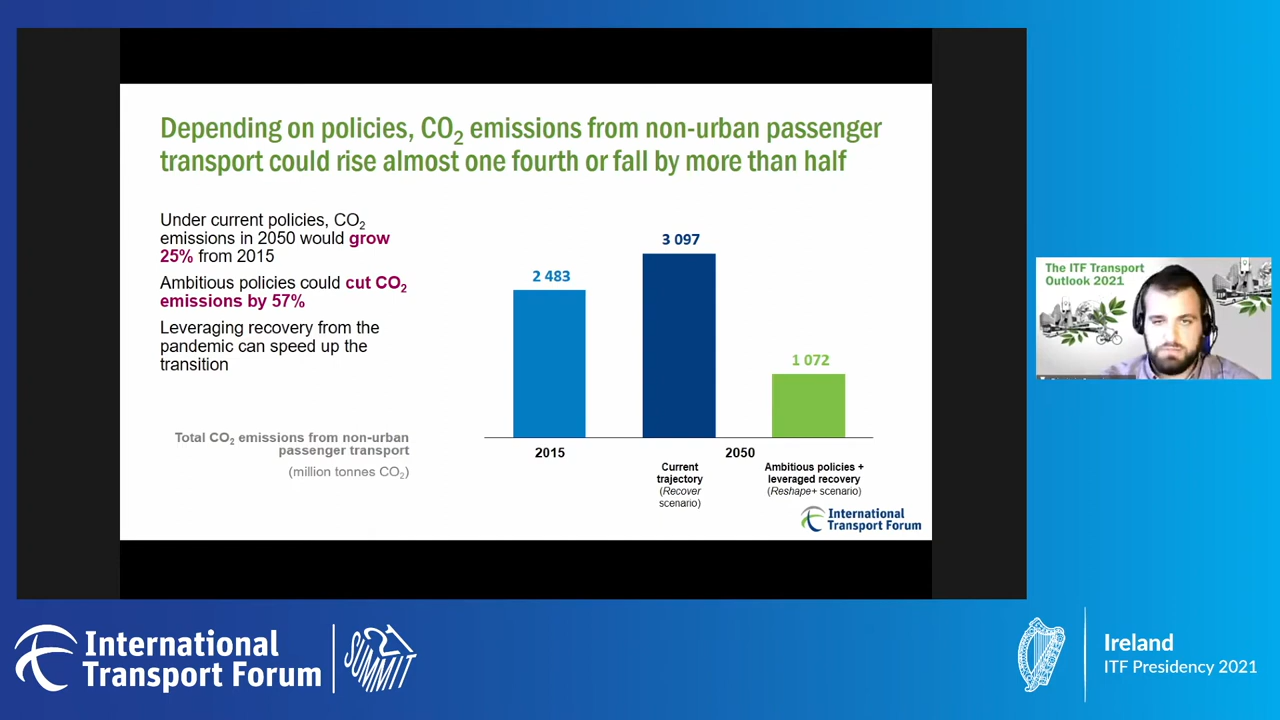 Depending on policies, CO₂ emissions from non-urban passenger
transport could rise almost one fourth or fall by more than half
Under current policies, CO₂
emissions in 2050 would grow
25% from 2015
Ambitious policies could cut CO₂
emissions by 57%
Leveraging recovery from the
pandemic can speed up the
transition
Total CO₂ emissions from non-urban
passenger transport
(million tonnes CO₂)
2 483
3 097
1 072
2015
2050
Current
trajectory
(Recover
scenario)
Ambitious policies +
leveraged recovery
(Reshape+ scenario)
International
Transport Forum
The ITF Transport
Outlook 2021
International
Transport Forum
SUMMIT
Ireland
ITF Presidency 2021